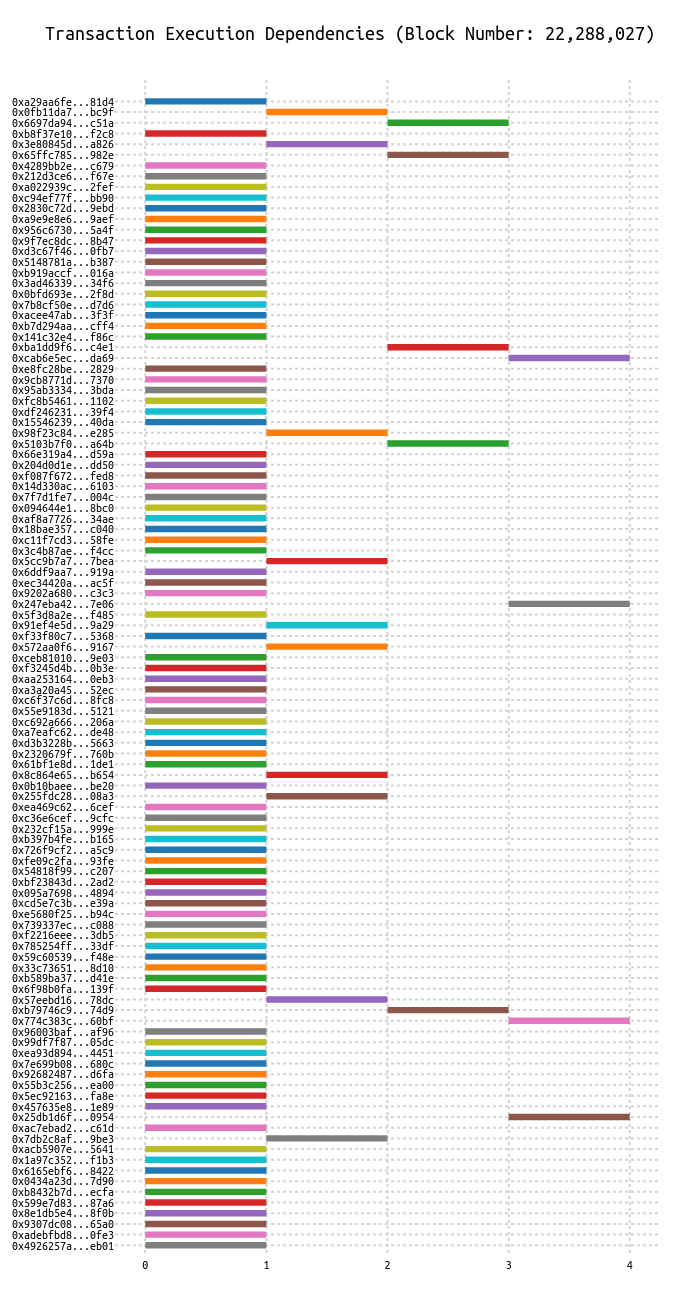 Transaction Execution Dependencies (Block Number: 22,288,027)
0xa29aa6fe...81d4
0x0fb11da7...bc9f
0x6697da94...c51a
0xb8f37e10...f2c8
0x3e80845d...a826
0x65ffc785...982e
0x4289bb2e...c679
0x212d3ce6...f67e
0xa022939c...2fef
0xc94ef77f...bb90
0x2830c72d...9ebd
0xa9e9e8e6...9aef
0x956c6730...5a4f
0x9f7ec8dc...8b47
0xd3c67f46...0fb7
0x5148781a...b387
0xb919accf...016a
0x3ad46339...34f6
0x0bfd693e...2f8d
0x7b8cf50e...d7d6
0xacee47ab...3f3f
0xb7d294aa...cff4
0x141c32e4...f86c
0xba1dd9f6...c4e1
0xcab6e5ec...da69
0xe8fc28be...2829
0x9cb8771d...7370
0x95ab3334...3bda
0xfc8b5461...1102
0xdf246231...39f4
0x15546239...40da
0x98f23c84...e285
0x5103b7f0...a64b
0x66e319a4...d59a
0x204d0d1e...dd50
0xf087f672...fed8
0x14d330ac...6103
0x7f7d1fe7...004c
0x094644e1...8bc0
0xaf8a7726...34ae
0x18bae357...c040
0xc11f7cd3...58fe
0x3c4b87ae...f4cc
0x5cc9b7a7...7bea
0x6ddf9aa7...919a
0xec34420a...ac5f
0x9202a680...c3c3
0x247eba42...7e06
0x5f3d8a2e...f485
0x91ef4e5d...9a29
0xf33f80c7...5368
0x572aa0f6...9167
0xceb81010...9e03
0xf3245d4b...0b3e
0xaa253164...0eb3
0xa3a20a45...52ec
0xc6f37c6d...8fc8
0x55e9183d...5121
0xc692a666...206a
0xa7eafc62...de48
0xd3b3228b...5663
0x2320679f...760b
0x61bf1e8d...1de1
0x8c864e65...b654
0x0b10baee...be20
0x255fdc28...08a3
0xea469c62...6cef
0xc36e6cef...9cfc
0x232cf15a...999e
0xb397b4fe...b165
0x726f9cf2...a5c9
0xfe09c2fa...93fe
0x54818f99...c207
0xbf23843d...2ad2
0x095a7698...4894
0xcd5e7c3b...e39a
0xe5680f25...b94c
0x739337ec...c088
0xf2216eee...3db5
0x785254ff...33df
0x59c60539...f48e
0x33c73651...8d10
0xb589ba37...d41e
0x6f98b0fa...139f
0x57eebd16...78dc
0xb79746c9...74d9
0x774c383c...60bf
0x96003baf...af96
0x99df7f87...05dc
0xea93d894...4451
0x7e699b08...680c
0x92682487...d6fa
0x55b3c256...ea00
0x5ec92163...fa8e
0x457635e8...1e89
0x25db1d6f...0954
0xac7ebad2...c61d
0x7db2c8af...9be3
0xacb5907e...5641
0x1a97c352...f1b3
0x6165ebf6...8422
0x0434a23d...7d90
0xb8432b7d...ecfa
0x599e7d83...87a6
0x8e1db5e4...8f0b
0x9307dc08...65a0
0xadebfbd8...0fe3
0x4926257a...eb01
0 1 2 3 4